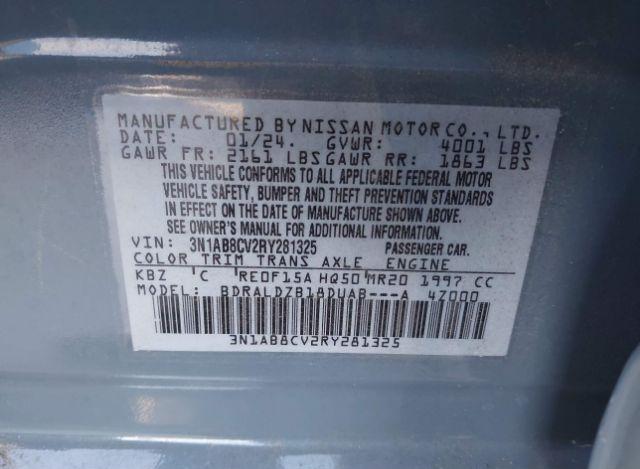 MANUFACTURED BY NISSAN MOTOR CO., LTD.
DATE: 01/24. GVWR: 4001 LBS
GAWR FR: 2161 LBS GAWR RR: 1863 LBS
THIS VEHICLE CONFORMS TO ALL APPLICABLE FEDERAL MOTOR
VEHICLE SAFETY, BUMPER AND THEFT PREVENTION STANDARDS
IN EFFECT ON THE DATE OF MANUFACTURE SHOWN ABOVE.
SEE OWNER'S MANUAL FOR ADDITIONAL INFORMATION.
VIN: 3N1AB8CV2RY281325 PASSENGER CAR.
COLOR TRIM TRANS AXLE ENGINE
KBZ C RE0F15A HQ50 MR20 1997 CC
MODEL: BDRALDZB18DUAB---A 4Z000
3N1AB8CV2RY281325